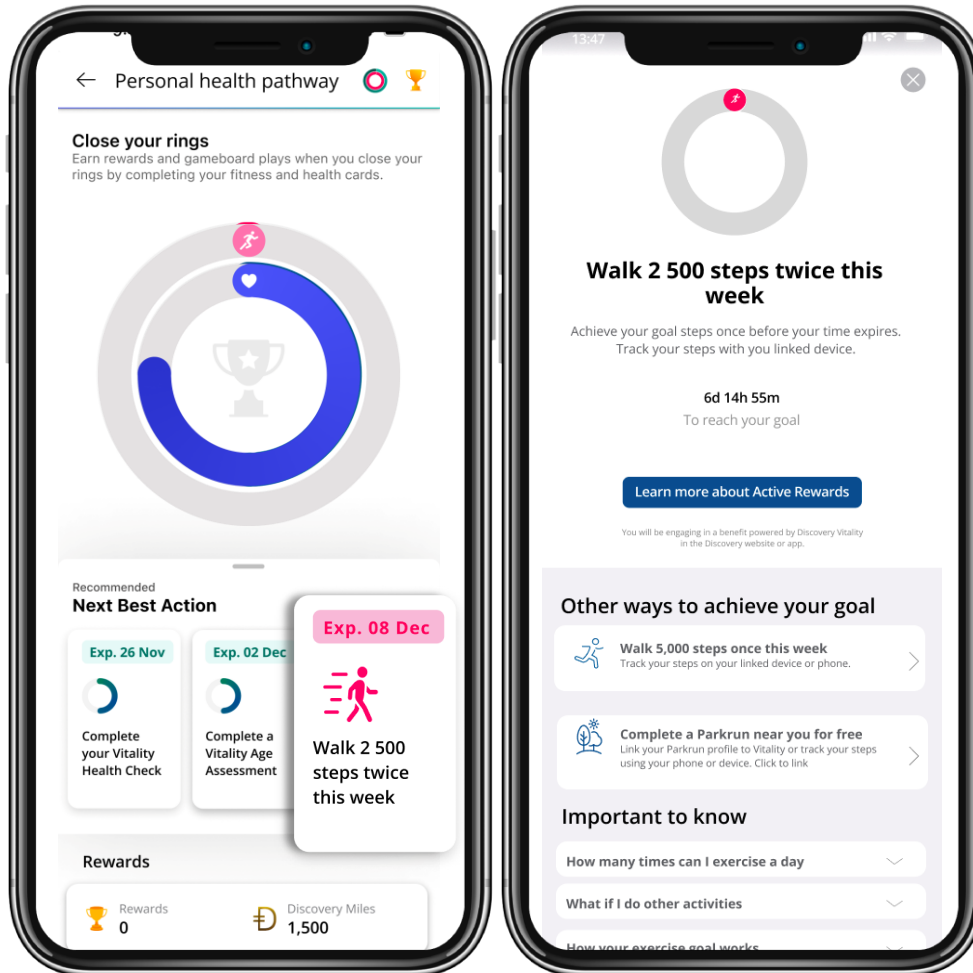 Personal health pathway
Close your rings
Earn rewards and gameboard plays when you close your
rings by completing your fitness and health cards.
Recommended
Next Best Action
Exp. 26 Nov
Complete
your Vitality
Health Check
Exp. 02 Dec
Complete a
Vitality Age
Assessment
Exp. 08 Dec
Walk 2 500
steps twice
this week
Rewards
Rewards
0
Discovery Miles
1,500
13:47
Walk 2 500 steps twice this
week
Achieve your goal steps once before your time expires.
Track your steps with you linked device.
6d 14h 55m
To reach your goal
Learn more about Active Rewards
You will be engaging in a benefit powered by Discovery Vitality
in the Discovery website or app.
Other ways to achieve your goal
Walk 5,000 steps once this week
Track your steps on your linked device or phone.
Complete a Parkrun near you for free
Link your Parkrun profile to Vitality or track your steps
using your phone or device. Click to link
Important to know
How many times can I exercise a day
What if I do other activities
How your exercise goal works